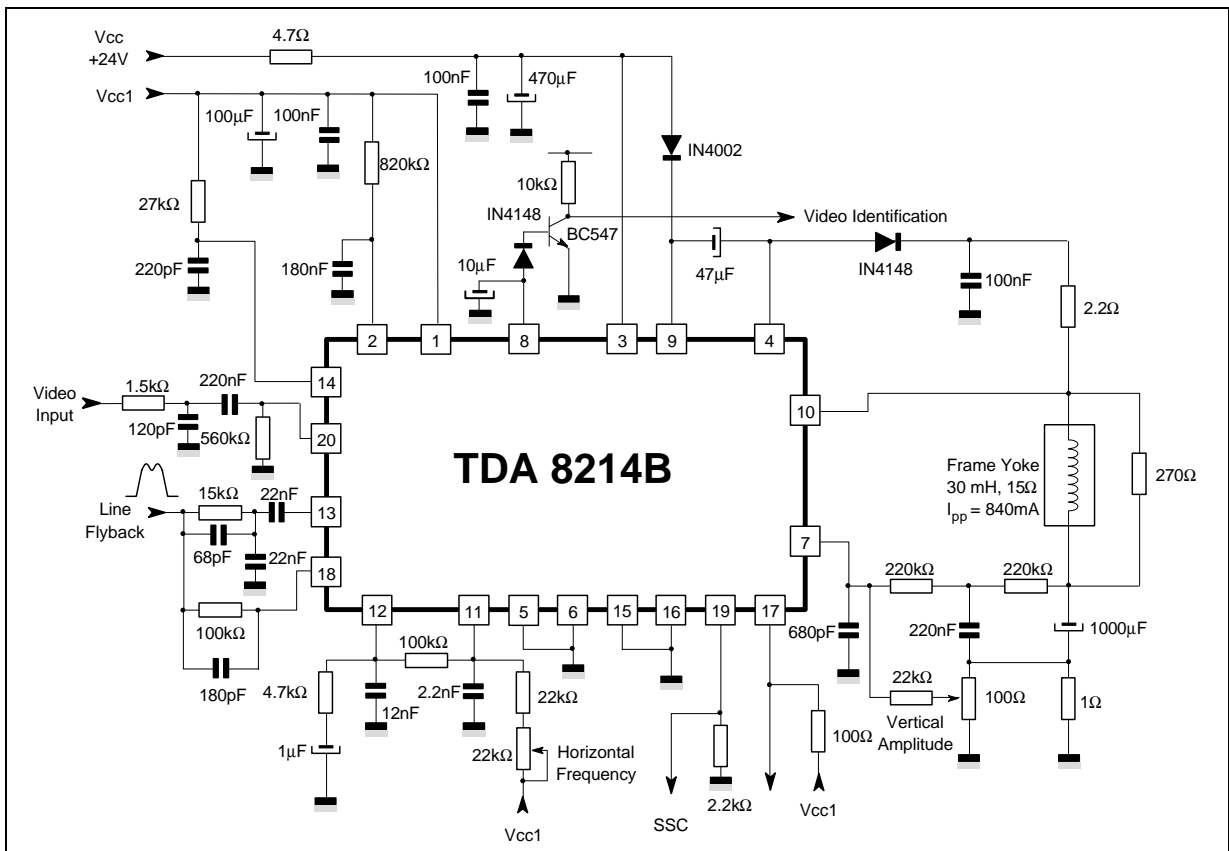 Vcc
+24V
4.7Ω
Vcc1
100µF
100nF
100nF
470µF
820kΩ
IN4002
27kΩ
10kΩ
IN4148
BC547
Video Identification
220pF
180nF
10µF
47µF
IN4148
100nF
2.2Ω
2
1
8
3
9
4
14
Video
Input
1.5kΩ
220nF
120pF
560kΩ
20
10
TDA 8214B
Frame Yoke
30 mH, 15Ω
Ipp = 840mA
270Ω
Line
Flyback
15kΩ
22nF
13
68pF
22nF
18
7
100kΩ
180pF
12
11
5
6
15
16
19
17
220kΩ
220kΩ
680pF
220nF
1000µF
4.7kΩ
100kΩ
12nF
2.2nF
22kΩ
22kΩ
100Ω
1Ω
Vertical
Amplitude
1µF
22kΩ
Horizontal
Frequency
Vcc1
SSC
2.2kΩ
100Ω
Vcc1